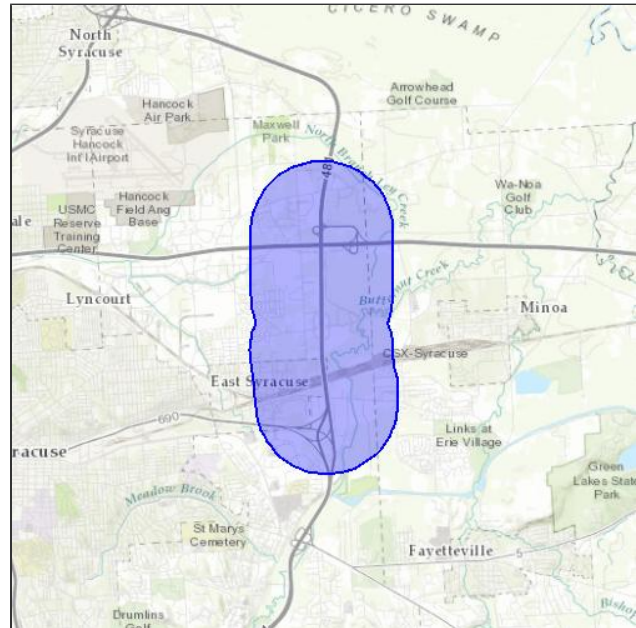 CICERO SWAMP
North
Syracuse
Arrowhead
Golf Course
Hancock
Air Park
Maxwell
Park
North Branch Ley Creek
Syracuse
Hancock
Int'l Airport
481
Wa-Noa
Golf
Club
Hancock
Field Ang
Base
USMC
Reserve
Training
Center
ale
Lyncourt
Butternut Creek
Minoa
CSX-Syracuse
East Syracuse
690
Links at
Erie Village
racuse
Green
Lakes State
Park
Meadow Brook
St Marys
Cemetery
Fayetteville
5
Drumlins
Golf
Bishop